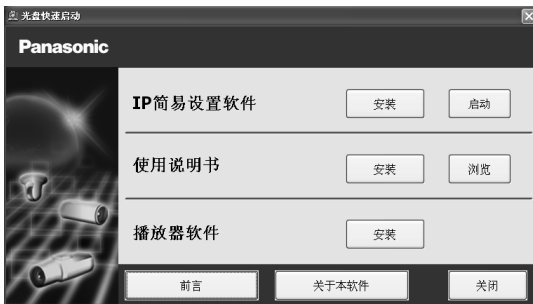 光盘快速启动
Panasonic
IP简易设置软件 安装 启动
使用说明书 安装 浏览
播放器软件 安装
前言 关于本软件 关闭